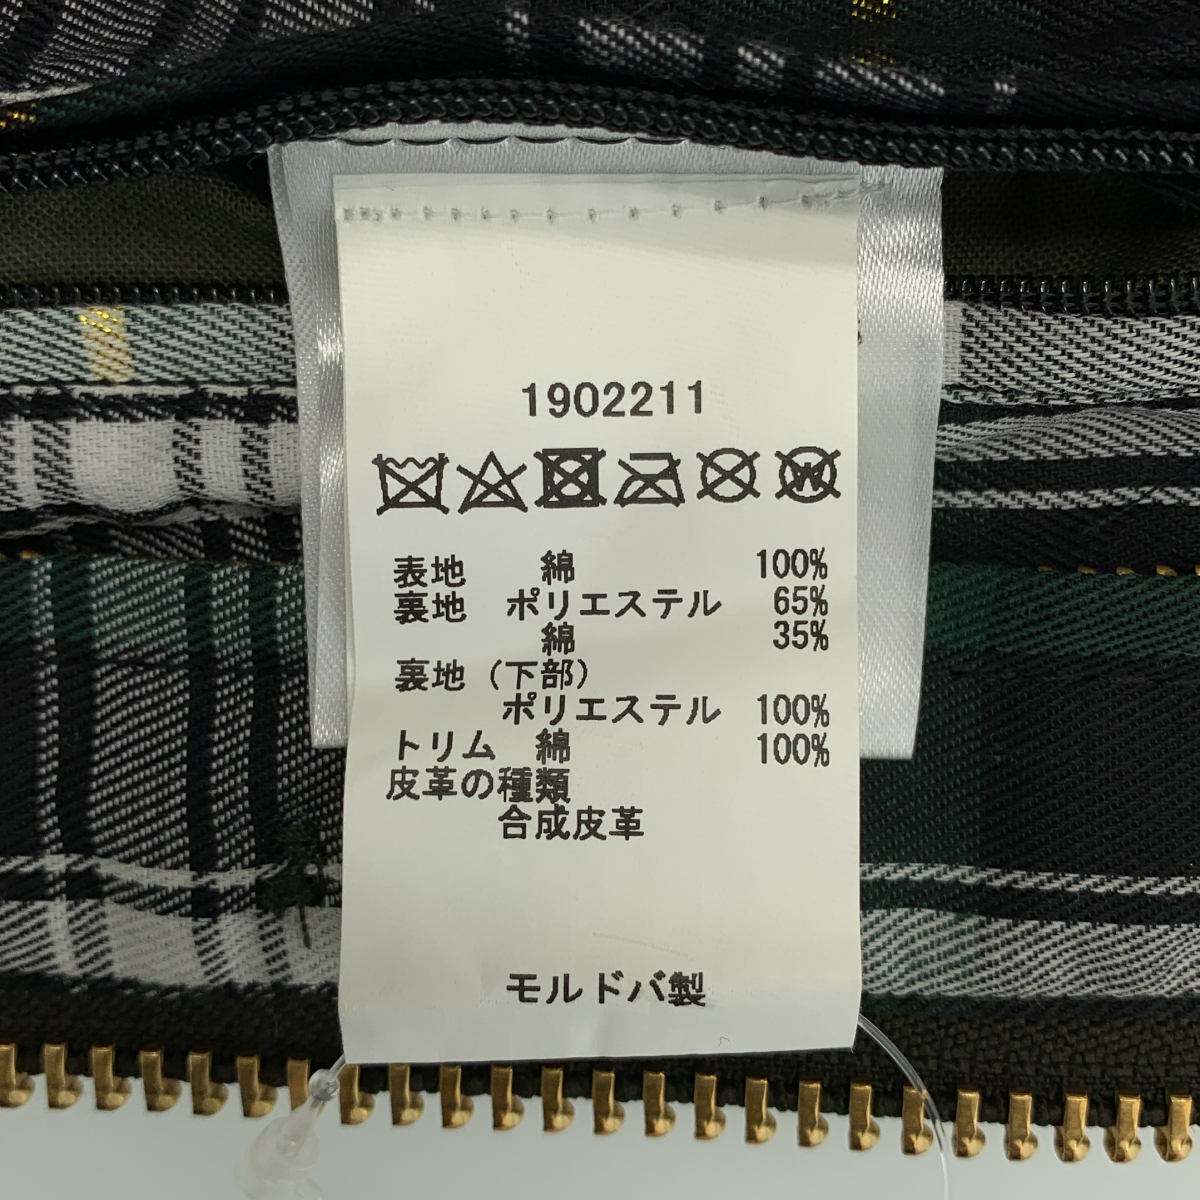 1902211
表地 綿 100%
裏地 ポリエステル 65%
綿 35%
裏地(下部)
ポリエステル 100%
トリム 綿 100%
皮革の種類
合成皮革
モルドバ製